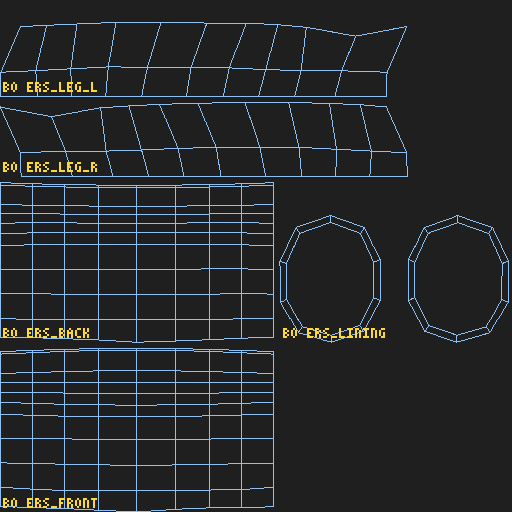 BO ERS_LEG_L
BO ERS_LEG_R
BO ERS_BACK
BO ERS_LINING
BO ERS_FRONT